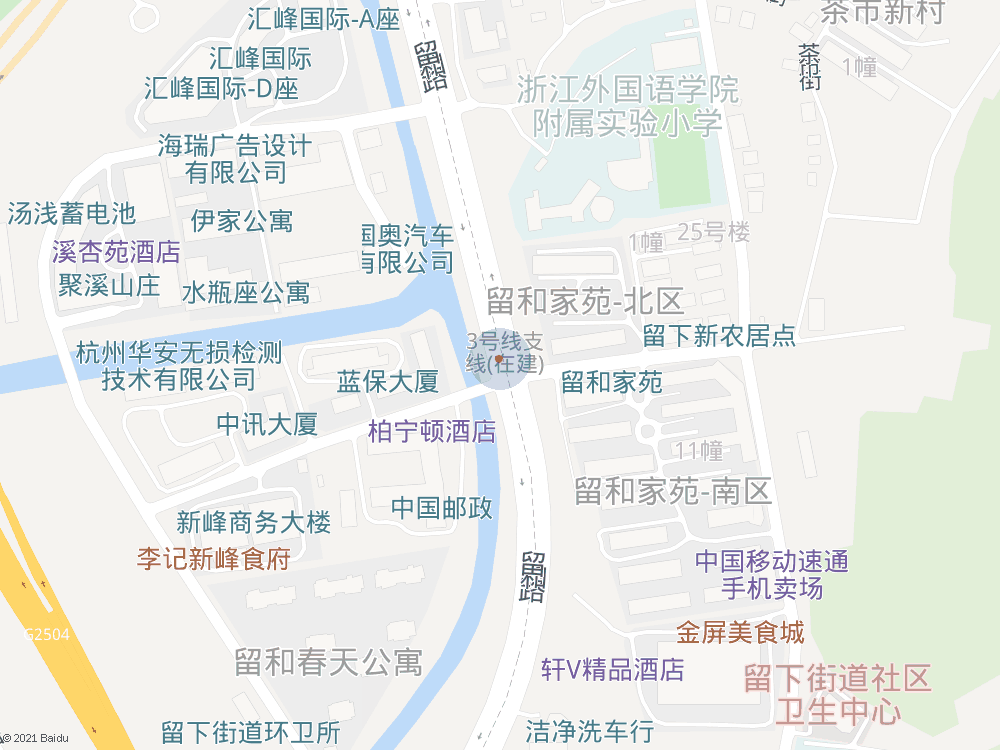 汇峰国际-A座
留和路
茶市新村
茶市街
1幢
汇峰国际
汇峰国际-D座
浙江外国语学院
附属实验小学
海瑞广告设计
有限公司
汤浅蓄电池
伊家公寓
国奥汽车
有限公司
1幢
25号楼
溪杏苑酒店
聚溪山庄
水瓶座公寓
留和家苑-北区
3号线支
线(在建)
留下新农居点
杭州华安无损检测
技术有限公司
蓝保大厦
留和家苑
中讯大厦
柏宁顿酒店
11幢
留和家苑-南区
中国邮政
新峰商务大楼
李记新峰食府
留和路
中国移动速通
手机卖场
G2504
金屏美食城
留和春天公寓
轩V精品酒店
留下街道社区
卫生中心
留下街道环卫所
洁净洗车行
© 2021 Baidu